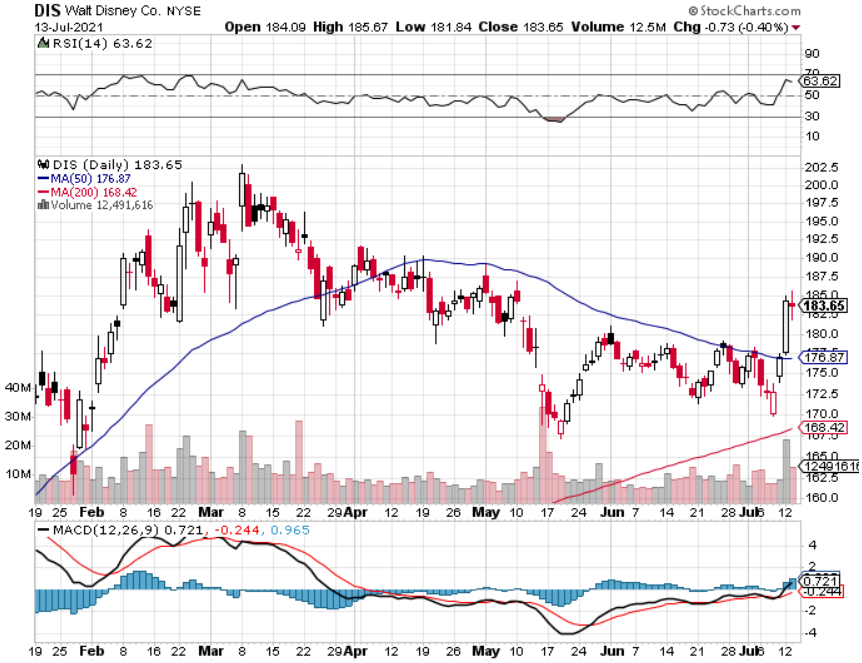 DIS Walt Disney Co. NYSE
© StockCharts.com
13-Jul-2021
Open 184.09 High 185.67 Low 181.84 Close 183.65 Volume 12.5M Chg -0.73 (-0.40%)
RSI(14) 63.62
90
70
63.62
50
30
10
DIS (Daily) 183.65
MA(50) 176.87
MA(200) 168.42
Volume 12,491,616
202.5
200.0
197.5
195.0
192.5
190.0
187.5
185.0
183.65
182.5
180.0
176.87
175.0
172.5
170.0
168.42
167.5
165.0
12491616
162.5
160.0
40M
30M
20M
10M
19 25 Feb 8 16 22 Mar 8 15 22 29 Apr 12 19 26 May 10 17 24 Jun 7 14 21 28 Jul 6 12
MACD(12,26,9) 0.721, -0.244, 0.965
4
2
0.721
-0.244
-2
-4
19 25 Feb 8 16 22 Mar 8 15 22 29 Apr 12 19 26 May 10 17 24 Jun 7 14 21 28 Jul 6 12